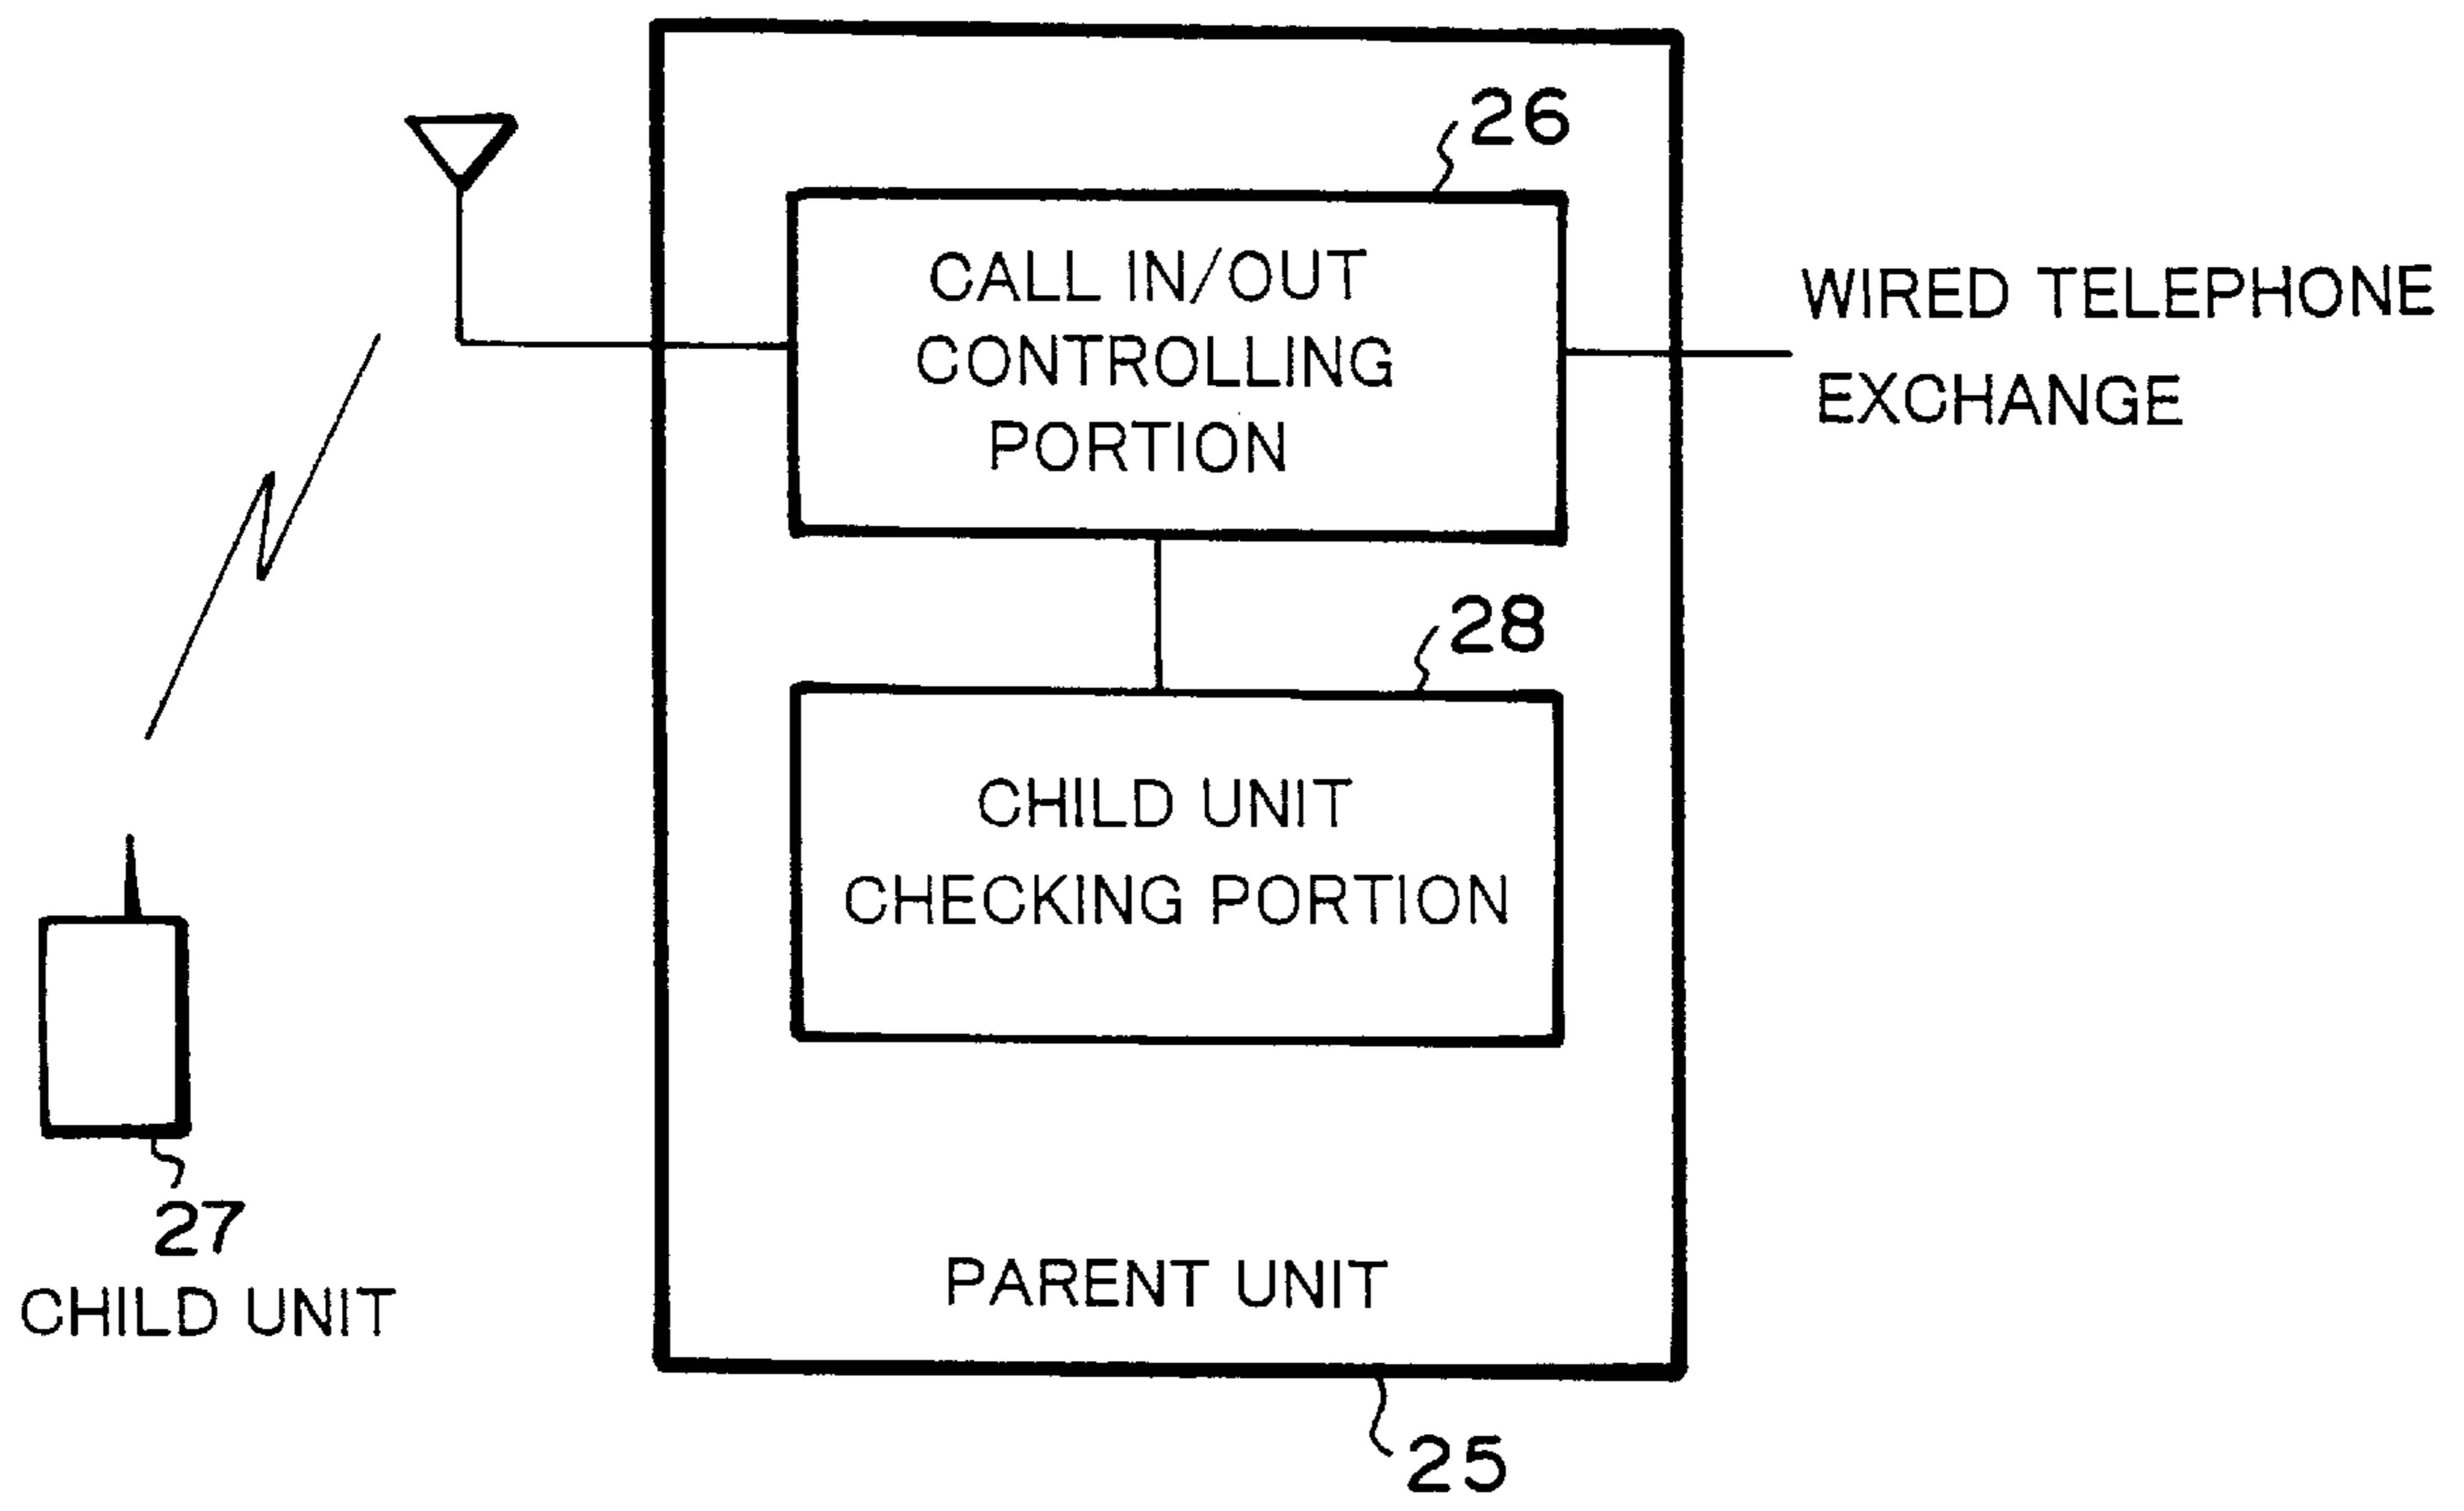 26
CALL IN/OUT
CONTROLLING
PORTION
WIRED TELEPHONE
EXCHANGE
28
CHILD UNIT
CHECKING PORTION
27
CHILD UNIT
PARENT UNIT
25